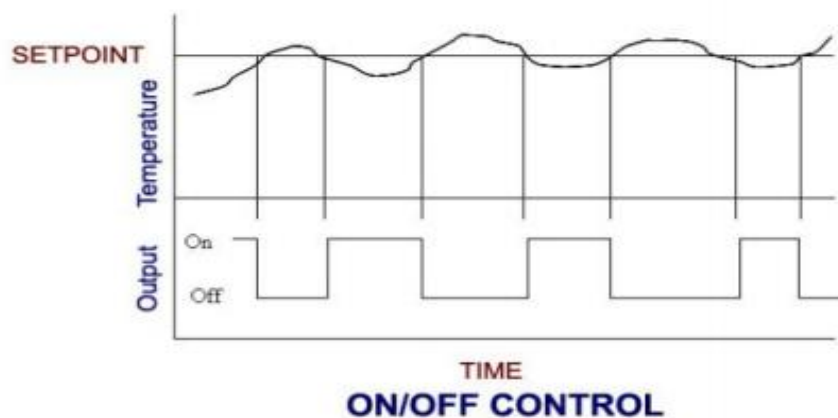 SETPOINT
Temperature
On
Output
Off
TIME
ON/OFF CONTROL